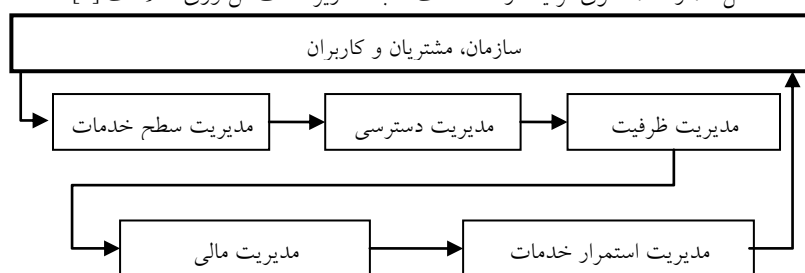 سازمان، مشتریان و کاربران
مدیریت سطح خدمات
مدیریت دسترسی
مدیریت ظرفیت
مدیریت مالی
مدیریت استمرار خدمات